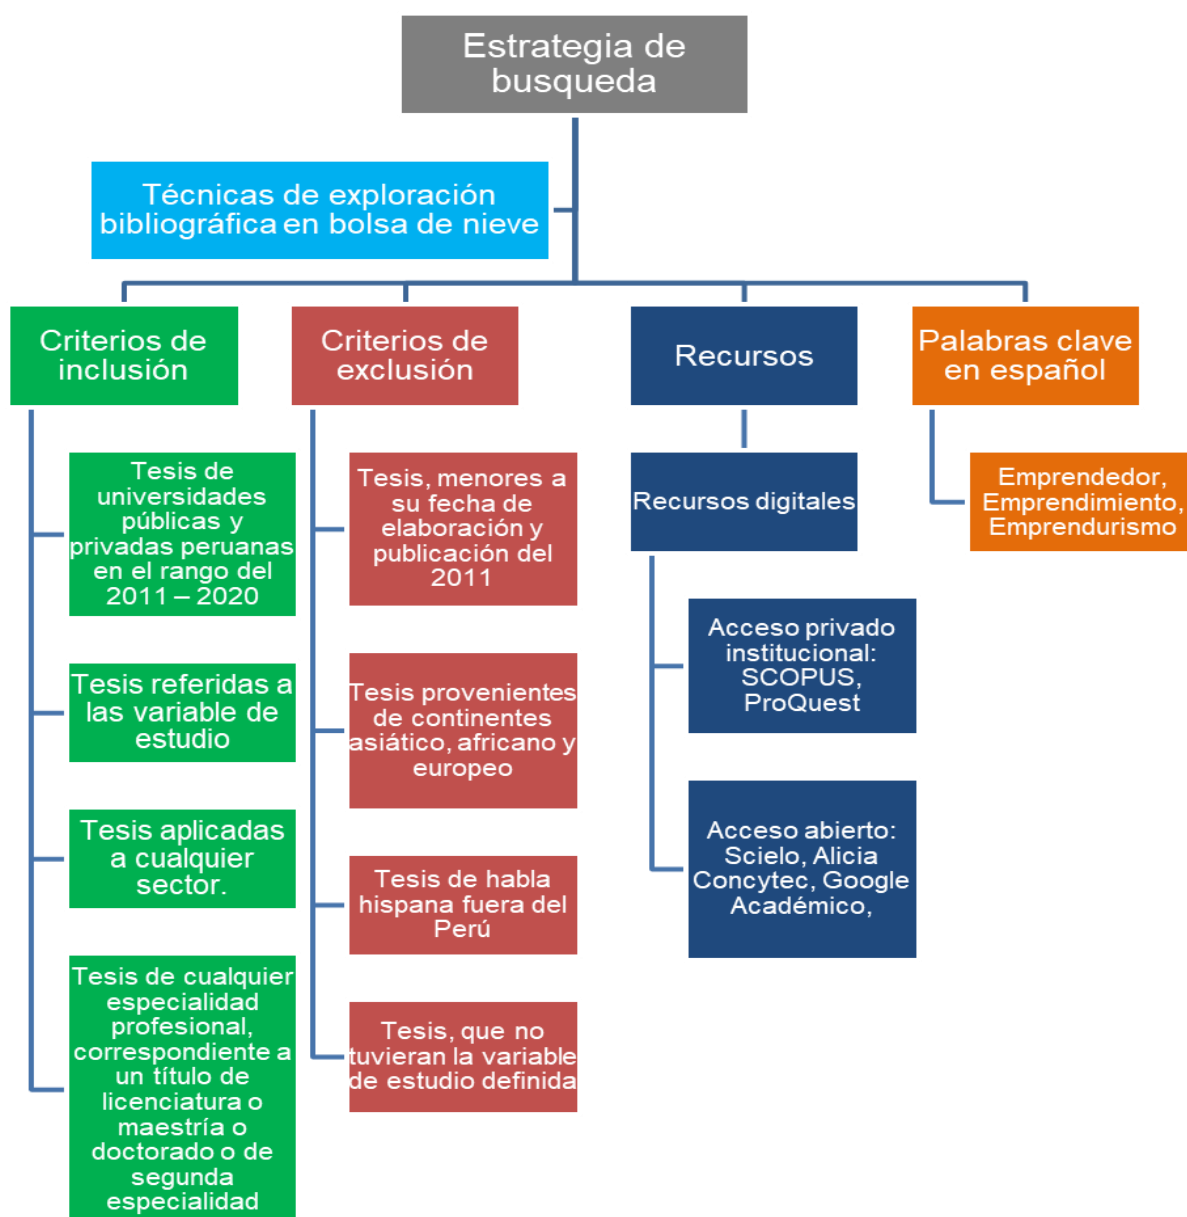 Estrategia de
busqueda
Técnicas de exploración
bibliográfica en bolsa de nieve
Criterios de
inclusión
Tesis de
universidades
públicas y
privadas peruanas
en el rango del
2011 – 2020
Tesis referidas a
las variable de
estudio
Tesis aplicadas
a cualquier
sector.
Tesis de cualquier
especialidad
profesional,
correspondiente a
un título de
licenciatura o
maestría o
doctorado o de
segunda
especialidad
Criterios de
exclusión
Tesis, menores a
su fecha de
elaboración y
publicación del
2011
Tesis provenientes
de continentes
asiático, africano y
europeo
Tesis de habla
hispana fuera del
Perú
Tesis, que no
tuvieran la variable
de estudio definida
Recursos
Recursos digitales
Acceso privado
institucional:
SCOPUS,
ProQuest
Acceso abierto:
Scielo, Alicia
Concytec, Google
Académico,
Palabras clave
en español
Emprendedor,
Emprendimiento,
Emprendurismo